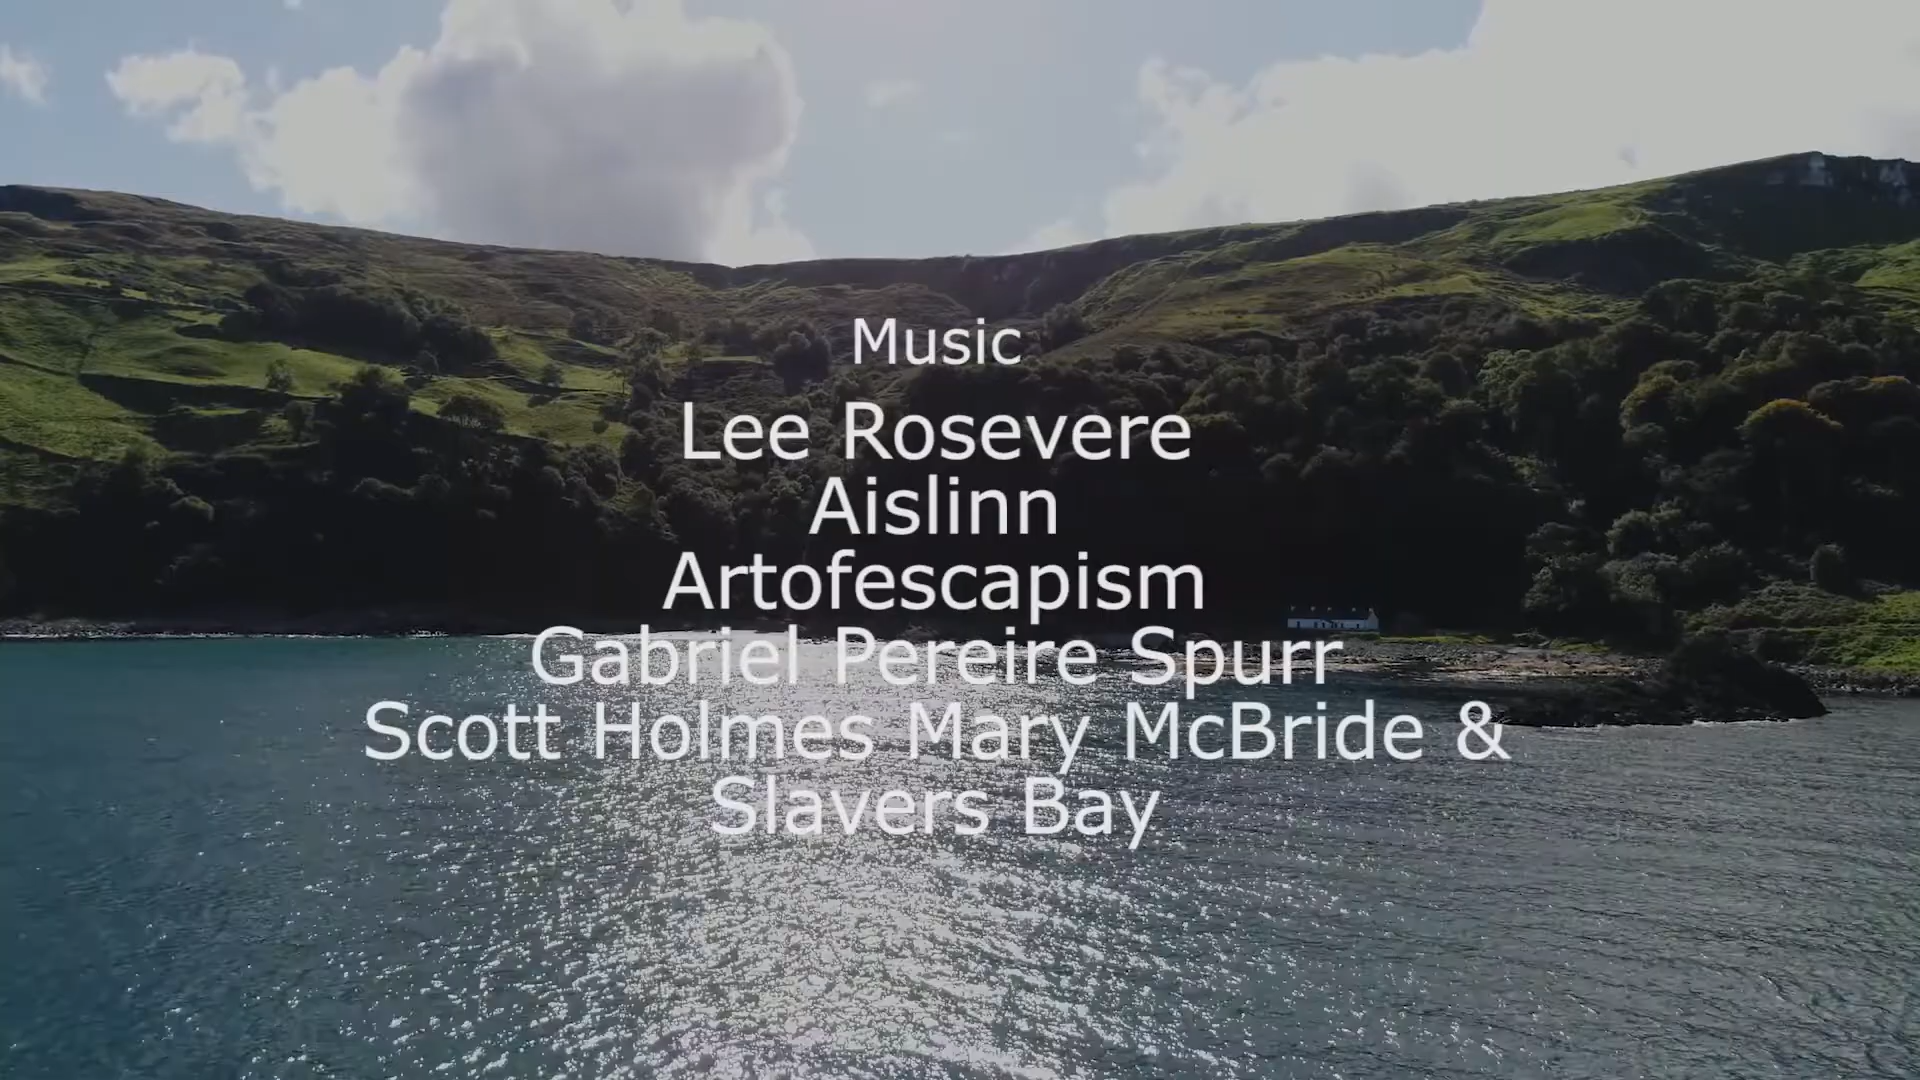 Music
Lee Rosevere
Aislinn
Artofescapism
Gabriel Pereire Spurr
Scott Holmes Mary McBride &
Slavers Bay